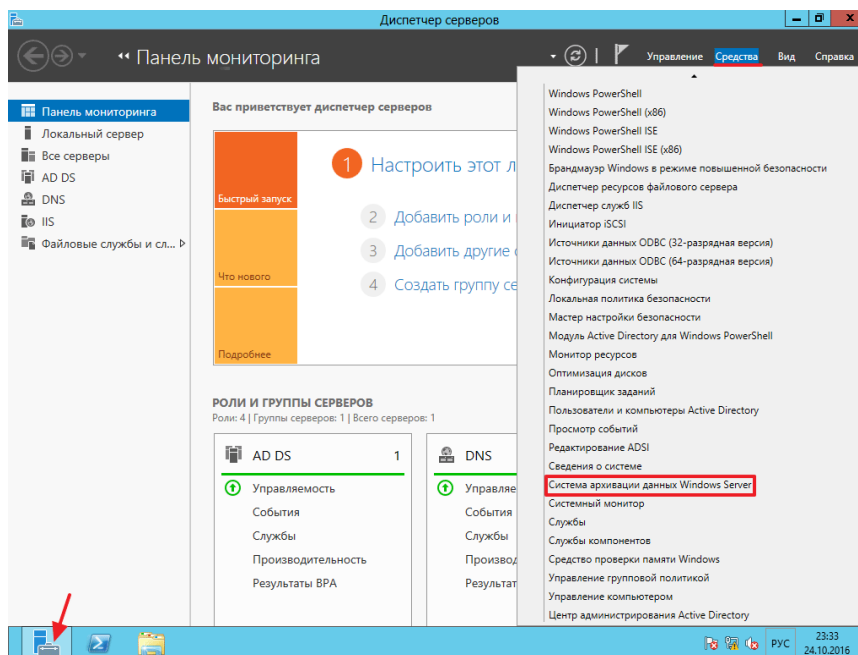 Диспетчер серверов
Панель мониторинга
Управление Средства Вид Справка
Панель мониторинга
Локальный сервер
Все серверы
AD DS
DNS
IIS
Файловые службы и сл...
Вас приветствует диспетчер серверов
Быстрый запуск
Что нового
Подробнее
1 Настроить этот л
2 Добавить роли и
3 Добавить другие
4 Создать группу се
РОЛИ И ГРУППЫ СЕРВЕРОВ
Роли: 4 | Группы серверов: 1 | Всего серверов: 1
AD DS 1
Управляемость
События
Службы
Производительность
Результаты BPA
DNS
Управляе
События
Службы
Производ
Результат
Windows PowerShell
Windows PowerShell (x86)
Windows PowerShell ISE
Windows PowerShell ISE (x86)
Брандмауэр Windows в режиме повышенной безопасности
Диспетчер ресурсов файлового сервера
Диспетчер служб IIS
Инициатор iSCSI
Источники данных ODBC (32-разрядная версия)
Источники данных ODBC (64-разрядная версия)
Конфигурация системы
Локальная политика безопасности
Мастер настройки безопасности
Модуль Active Directory для Windows PowerShell
Монитор ресурсов
Оптимизация дисков
Планировщик заданий
Пользователи и компьютеры Active Directory
Просмотр событий
Редактирование ADSI
Сведения о системе
Система архивации данных Windows Server
Системный монитор
Службы
Службы компонентов
Средство проверки памяти Windows
Управление групповой политикой
Управление компьютером
Центр администрирования Active Directory
РУС
23:33
24.10.2016